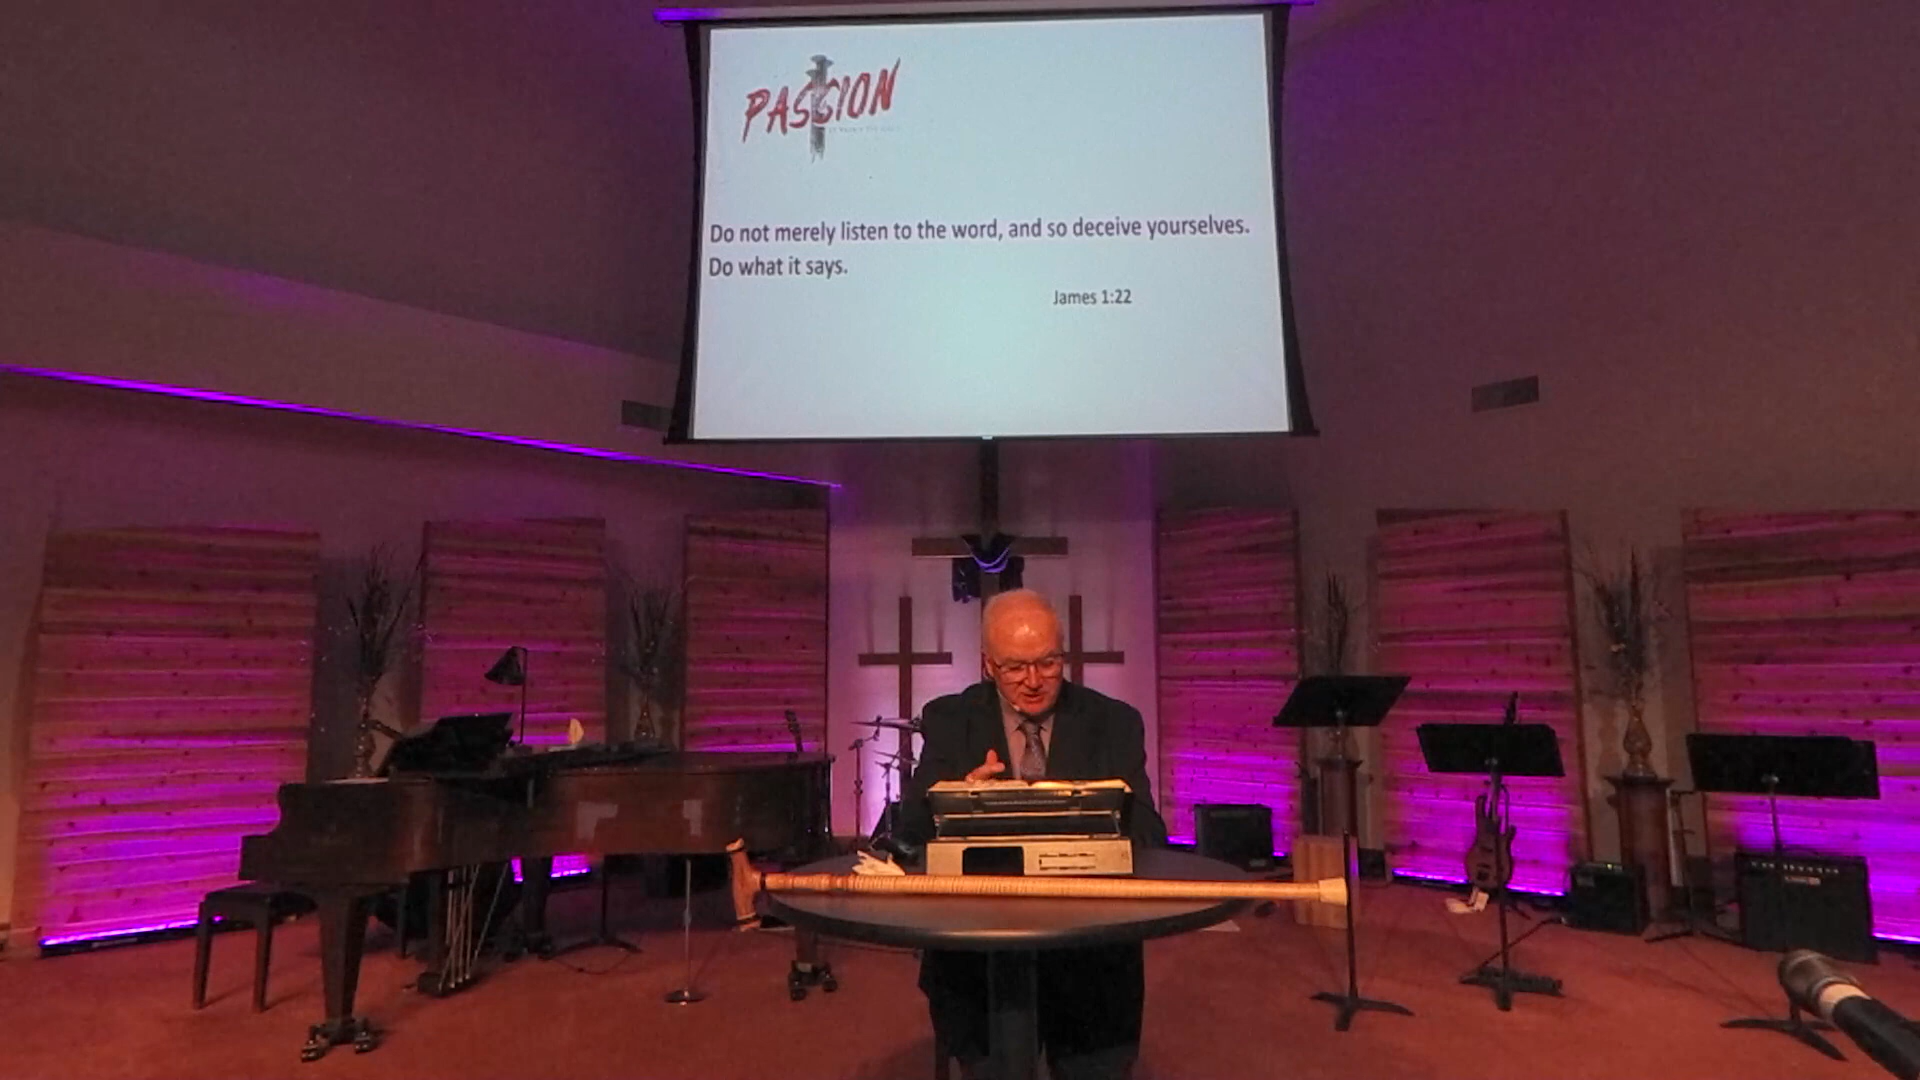 PASSION
Do not merely listen to the word, and so deceive yourselves.
Do what it says.
James 1:22